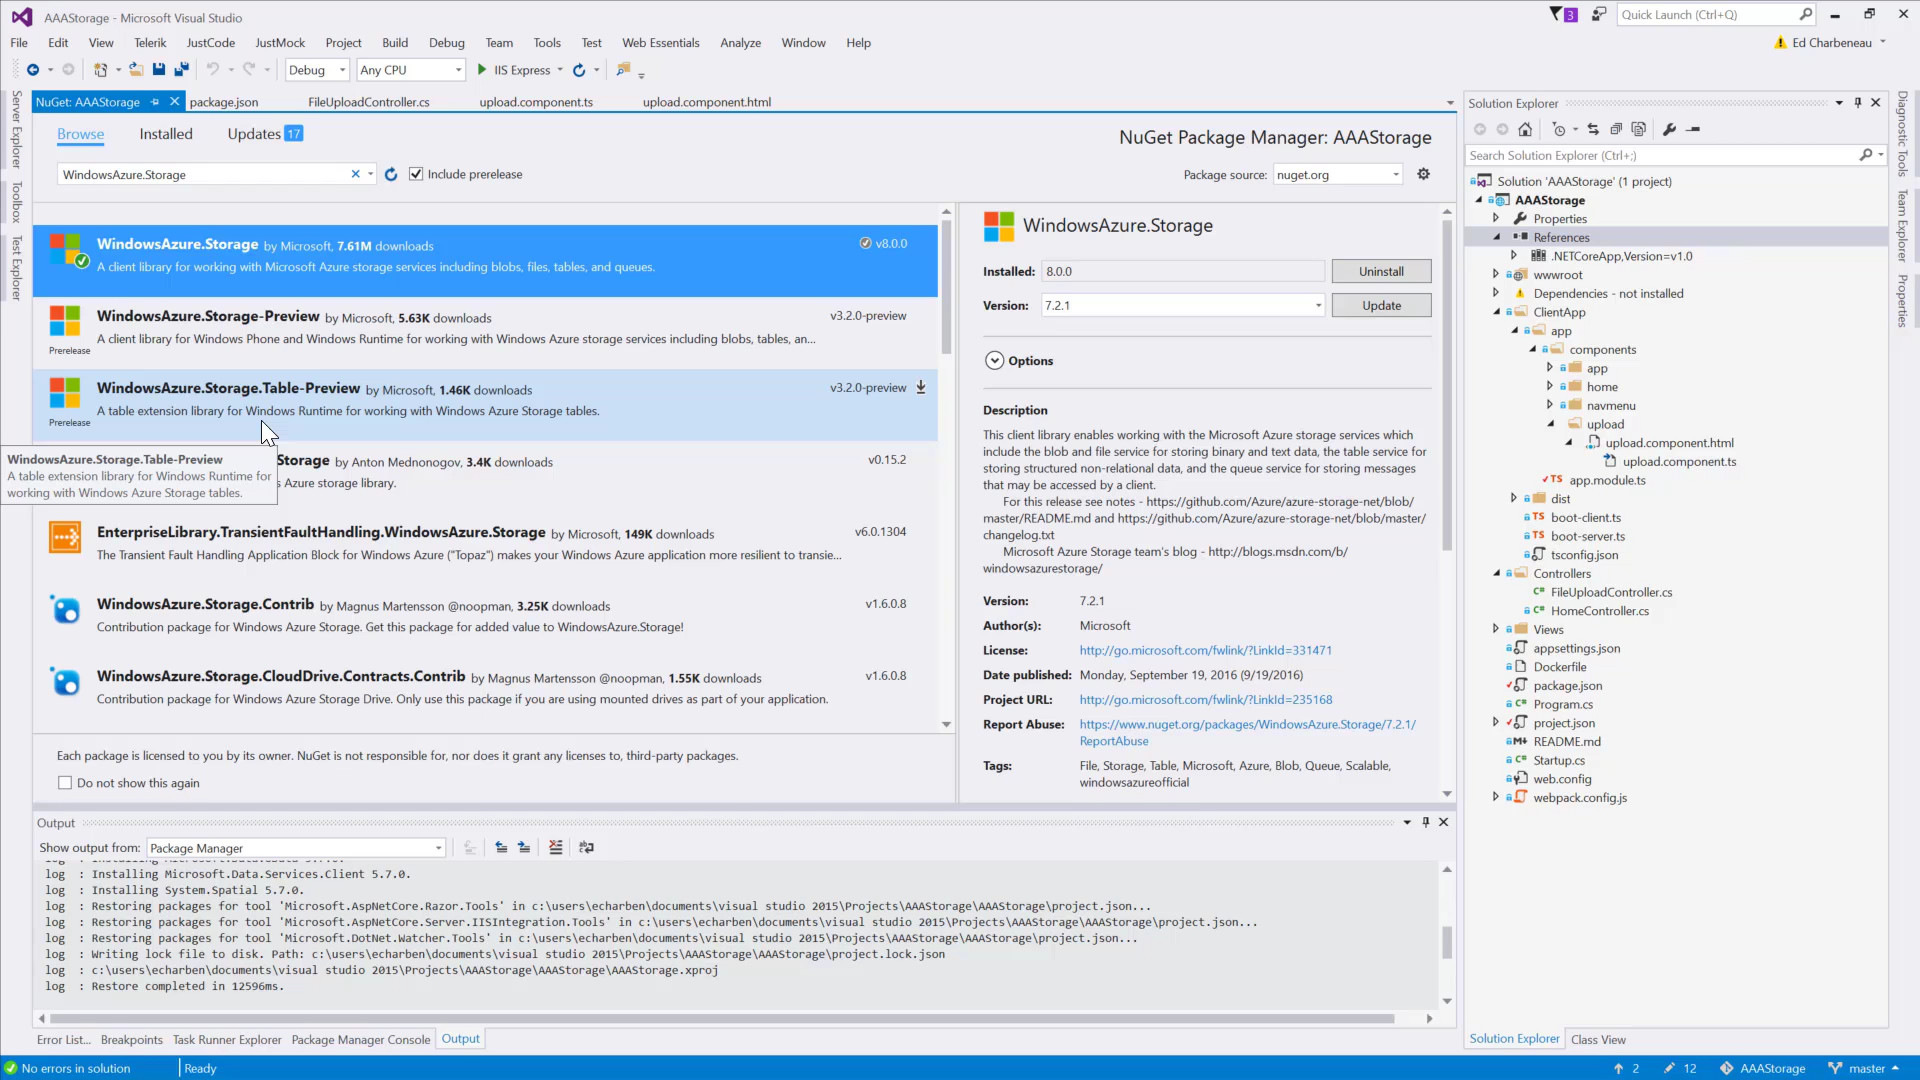 AAAStorage - Microsoft Visual Studio
3
Quick Launch (Ctrl+Q)
File Edit View Telerik JustCode JustMock Project Build Debug Team Tools Test Web Essentials Analyze Window Help
Ed Charbeneau
Debug
Any CPU
IIS Express
Server Explorer
Toolbox
Test Explorer
NuGet: AAAStorage
package.json
FileUploadController.cs
upload.component.ts
upload.component.html
Browse
Installed
Updates 17
NuGet Package Manager: AAAStorage
WindowsAzure.Storage
Include prerelease
Package source: nuget.org
WindowsAzure.Storage by Microsoft, 7.61M downloads
v8.0.0
A client library for working with Microsoft Azure storage services including blobs, files, tables, and queues.
WindowsAzure.Storage-Preview by Microsoft, 5.63K downloads
v3.2.0-preview
A client library for Windows Phone and Windows Runtime for working with Windows Azure storage services including blobs, tables, an...
Prerelease
WindowsAzure.Storage.Table-Preview by Microsoft, 1.46K downloads
v3.2.0-preview
A table extension library for Windows Runtime for working with Windows Azure Storage tables.
Prerelease
WindowsAzure.Storage.Table-Preview
A table extension library for Windows Runtime for
working with Windows Azure Storage tables.
Storage by Anton Mednonogov, 3.4K downloads
v0.15.2
s Azure storage library.
EnterpriseLibrary.TransientFaultHandling.WindowsAzure.Storage by Microsoft, 149K downloads
v6.0.1304
The Transient Fault Handling Application Block for Windows Azure ("Topaz") makes your Windows Azure application more resilient to transie...
WindowsAzure.Storage.Contrib by Magnus Martensson @noopman, 3.25K downloads
v1.6.0.8
Contribution package for Windows Azure Storage. Get this package for added value to WindowsAzure.Storage!
WindowsAzure.Storage.CloudDrive.Contracts.Contrib by Magnus Martensson @noopman, 1.55K downloads
v1.6.0.8
Contribution package for Windows Azure Storage Drive. Only use this package if you are using mounted drives as part of your application.
Each package is licensed to you by its owner. NuGet is not responsible for, nor does it grant any licenses to, third-party packages.
Do not show this again
WindowsAzure.Storage
Installed: 8.0.0
Uninstall
Version: 7.2.1
Update
Options
Description
This client library enables working with the Microsoft Azure storage services which
include the blob and file service for storing binary and text data, the table service for
storing structured non-relational data, and the queue service for storing messages
that may be accessed by a client.
For this release see notes - https://github.com/Azure/azure-storage-net/blob/
master/README.md and https://github.com/Azure/azure-storage-net/blob/master/
changelog.txt
Microsoft Azure Storage team's blog - http://blogs.msdn.com/b/
windowsazurestorage/
Version: 7.2.1
Author(s): Microsoft
License: http://go.microsoft.com/fwlink/?LinkId=331471
Date published: Monday, September 19, 2016 (9/19/2016)
Project URL: http://go.microsoft.com/fwlink/?LinkId=235168
Report Abuse: https://www.nuget.org/packages/WindowsAzure.Storage/7.2.1/
ReportAbuse
Tags: File, Storage, Table, Microsoft, Azure, Blob, Queue, Scalable,
windowsazureofficial
Output
Show output from: Package Manager
log : Installing Microsoft.Data.OData 5.7.0.
log : Installing Microsoft.Data.Services.Client 5.7.0.
log : Installing System.Spatial 5.7.0.
log : Restoring packages for tool 'Microsoft.AspNetCore.Razor.Tools' in c:\users\echarben\documents\visual studio 2015\Projects\AAAStorage\AAAStorage\project.json...
log : Restoring packages for tool 'Microsoft.AspNetCore.Server.IISIntegration.Tools' in c:\users\echarben\documents\visual studio 2015\Projects\AAAStorage\AAAStorage\project.json...
log : Restoring packages for tool 'Microsoft.DotNet.Watcher.Tools' in c:\users\echarben\documents\visual studio 2015\Projects\AAAStorage\AAAStorage\project.json...
log : Writing lock file to disk. Path: c:\users\echarben\documents\visual studio 2015\Projects\AAAStorage\AAAStorage\project.lock.json
log : c:\users\echarben\documents\visual studio 2015\Projects\AAAStorage\AAAStorage\AAAStorage.xproj
log : Restore completed in 12596ms.
Error List... Breakpoints Task Runner Explorer Package Manager Console Output
Solution Explorer
Search Solution Explorer (Ctrl+;)
Solution 'AAAStorage' (1 project)
AAAStorage
Properties
References
.NETCoreApp,Version=v1.0
wwwroot
Dependencies - not installed
ClientApp
app
components
app
home
navmenu
upload
upload.component.html
upload.component.ts
TS app.module.ts
dist
TS boot-client.ts
TS boot-server.ts
tsconfig.json
Controllers
C# FileUploadController.cs
C# HomeController.cs
Views
appsettings.json
Dockerfile
package.json
C# Program.cs
project.json
README.md
C# Startup.cs
web.config
webpack.config.js
Solution Explorer Class View
Diagnostic Tools
Team Explorer
Properties
No errors in solution
Ready
2
12
AAAStorage
master